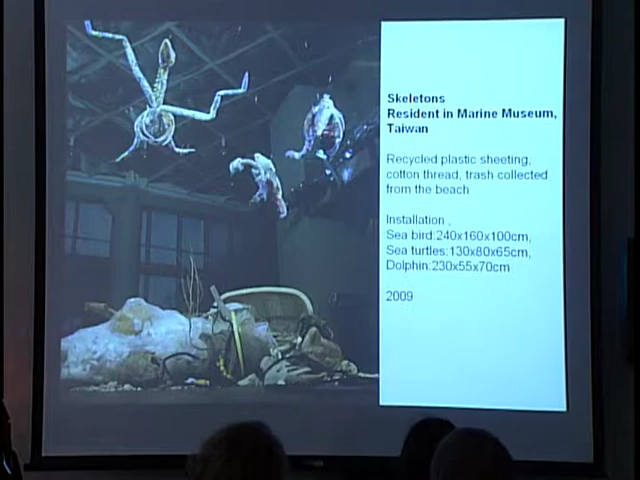 Skeletons
Resident in Marine Museum,
Taiwan
Recycled plastic sheeting,
cotton thread, trash collected
from the beach
Installation ,
Sea bird:240x160x100cm,
Sea turtles:130x80x65cm,
Dolphin:230x55x70cm
2009